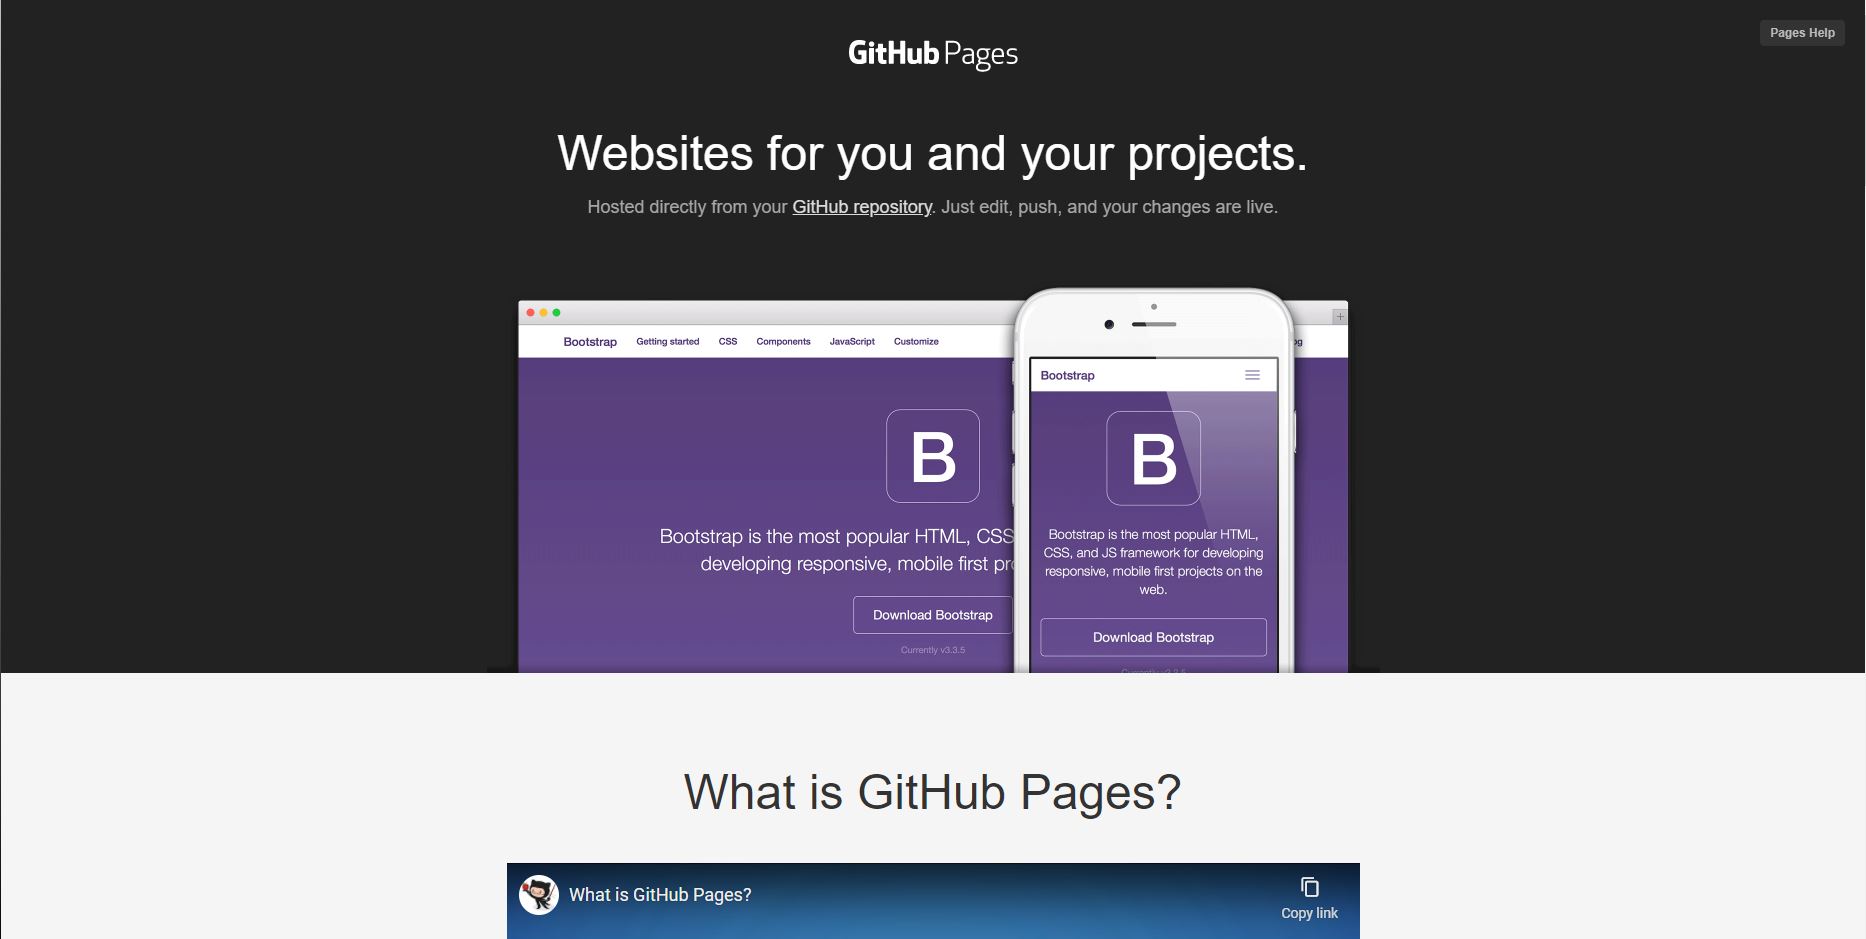 GitHub Pages
Pages Help
Websites for you and your projects.
Hosted directly from your GitHub repository. Just edit, push, and your changes are live.
Bootstrap Getting started CSS Components JavaScript Customize
Bootstrap
B
Bootstrap is the most popular HTML, CSS
developing responsive, mobile first
Download Bootstrap
Currently v3.3.5
B
Bootstrap is the most popular HTML,
CSS, and JS framework for developing
responsive, mobile first projects on the
web.
Download Bootstrap
Currently v3.3.5
What is GitHub Pages?
What is GitHub Pages?
Copy link